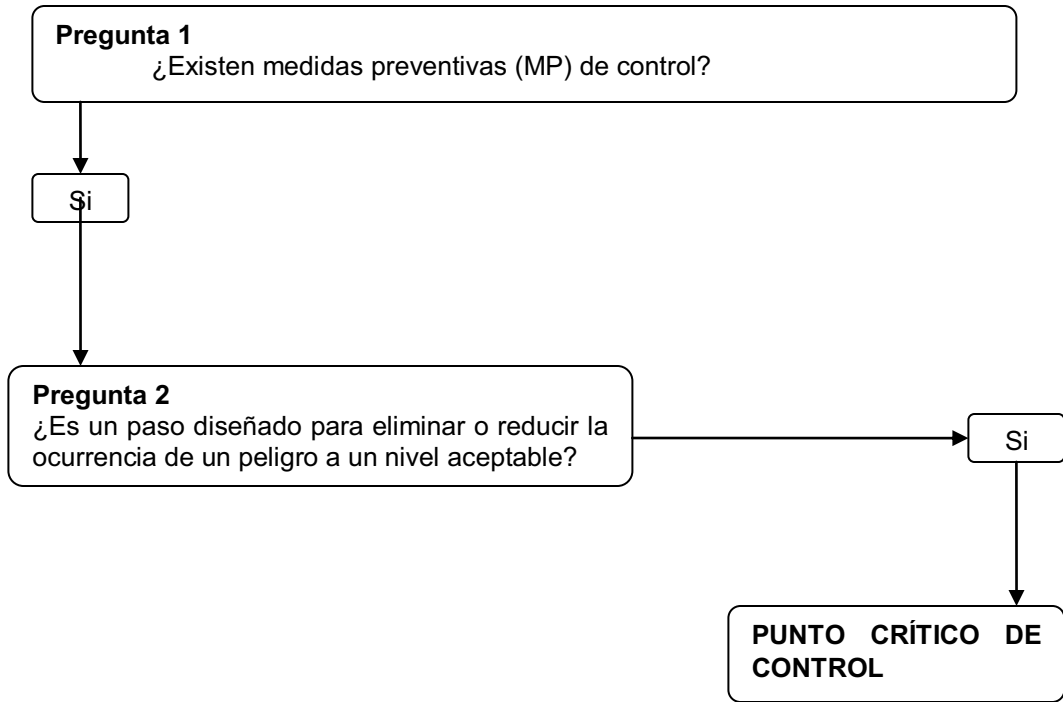 Pregunta 1
¿Existen medidas preventivas (MP) de control?
Si
Pregunta 2
¿Es un paso diseñado para eliminar o reducir la
ocurrencia de un peligro a un nivel aceptable?
Si
PUNTO CRÍTICO DE
CONTROL